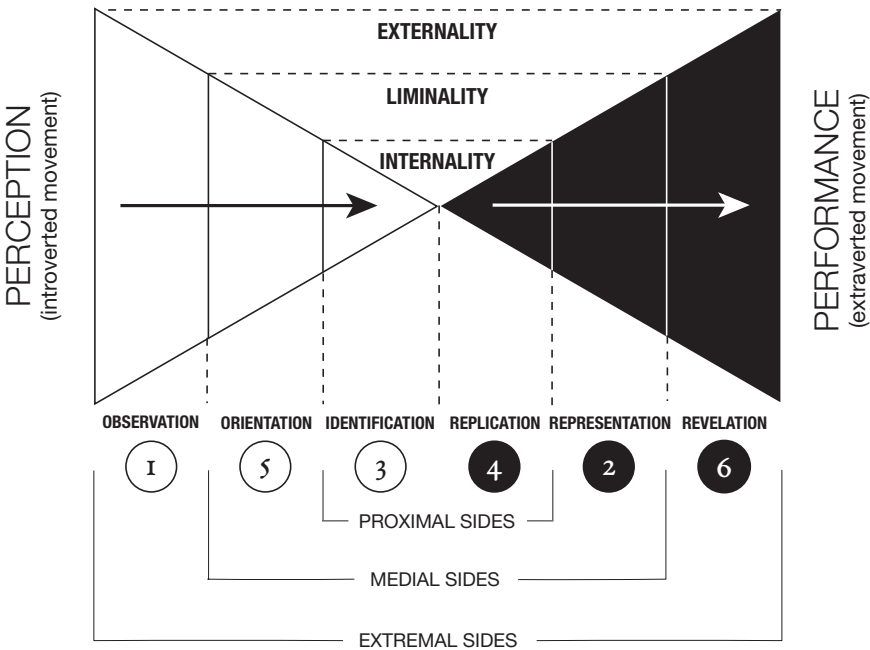 EXTERNALITY
LIMINALITY
INTERNALITY
PERCEPTION
(introverted movement)
PERFORMANCE
(extraverted movement)
OBSERVATION ORIENTATION IDENTIFICATION REPLICATION REPRESENTATION REVELATION
1 5 3 4 2 6
PROXIMAL SIDES
MEDIAL SIDES
EXTREMAL SIDES